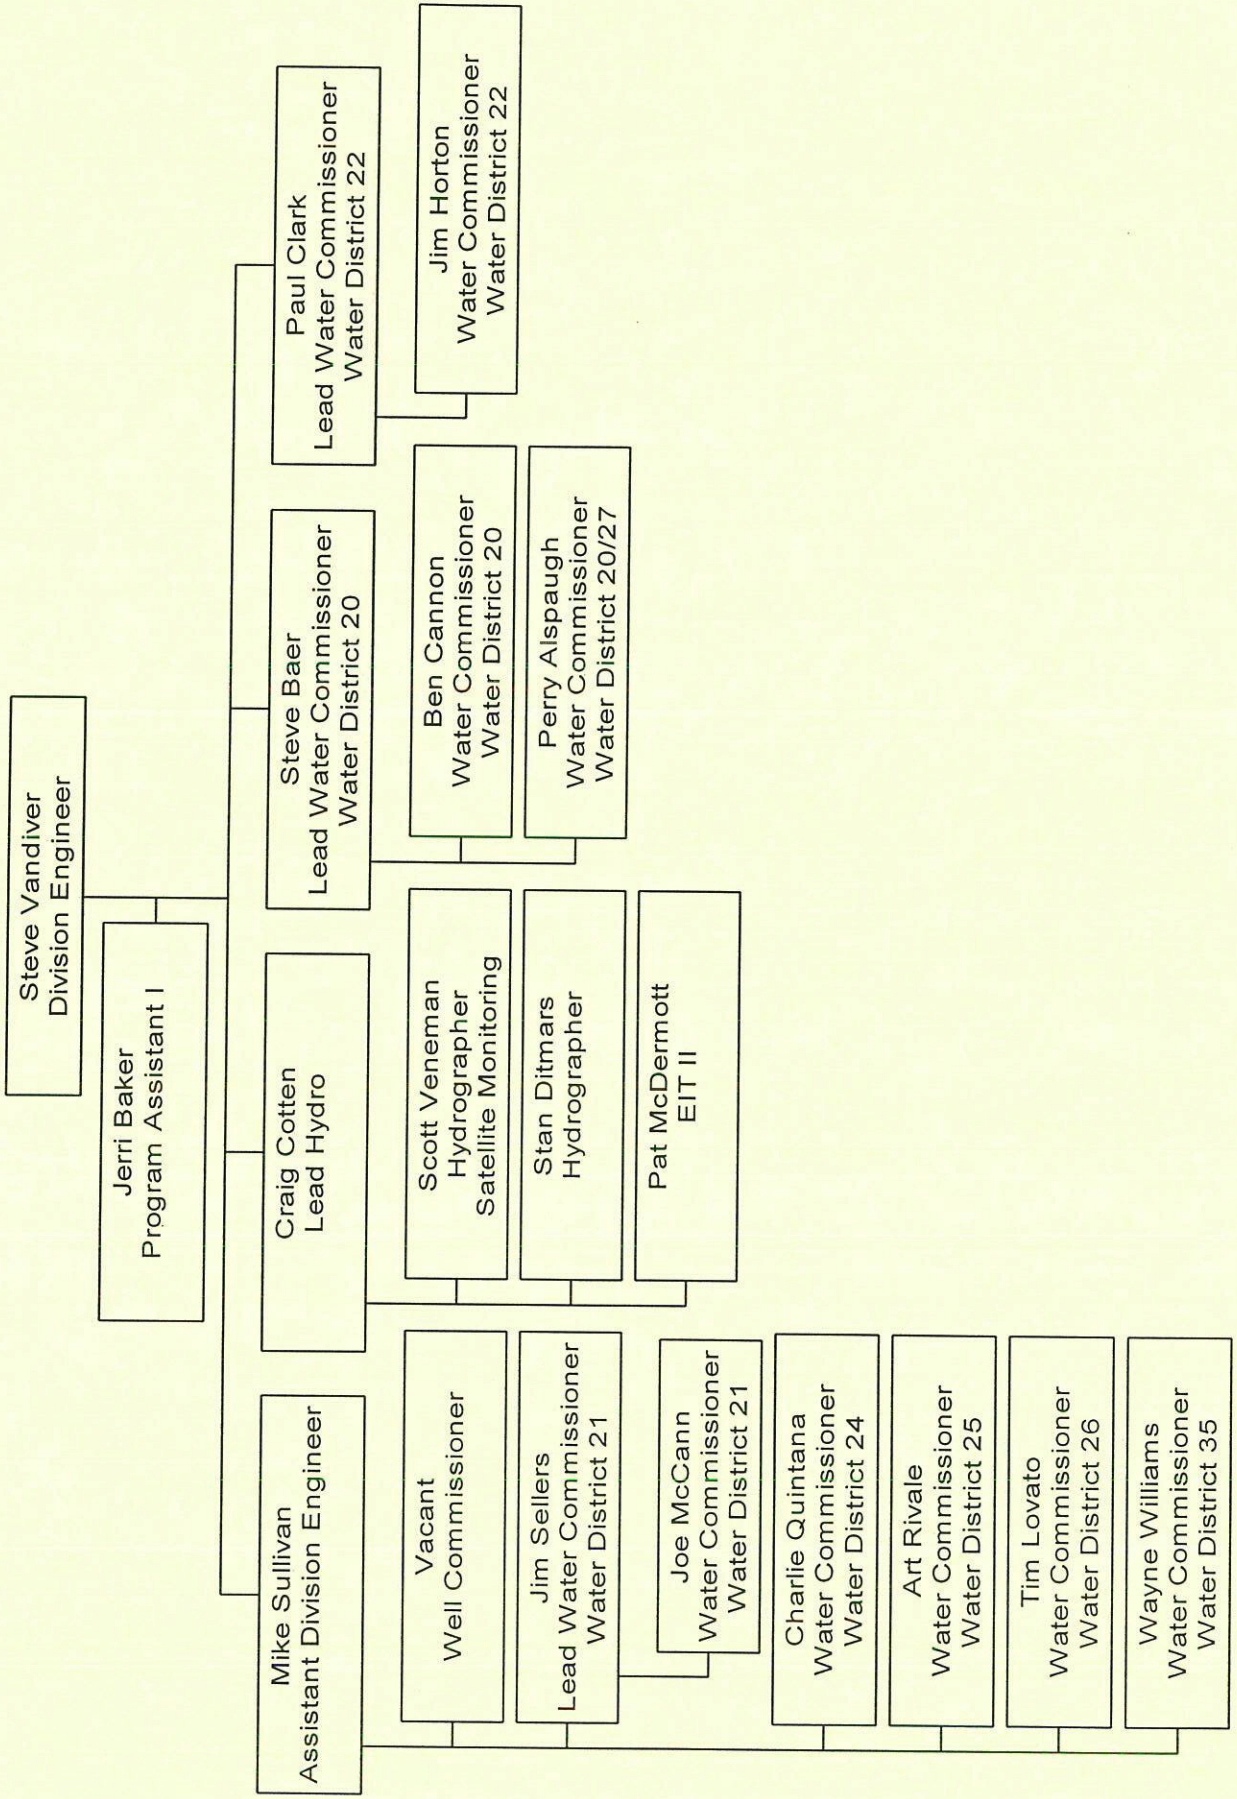 Steve Vandiver
Division Engineer
Jerri Baker
Program Assistant I
Mike Sullivan
Assistant Division Engineer
Vacant
Well Commissioner
Jim Sellers
Lead Water Commissioner
Water District 21
Joe McCann
Water Commissioner
Water District 21
Charlie Quintana
Water Commissioner
Water District 24
Art Rivale
Water Commissioner
Water District 25
Tim Lovato
Water Commissioner
Water District 26
Wayne Williams
Water Commissioner
Water District 35
Craig Cotten
Lead Hydro
Scott Veneman
Hydrographer
Satellite Monitoring
Stan Ditmars
Hydrographer
Pat McDermott
EIT II
Steve Baer
Lead Water Commissioner
Water District 20
Ben Cannon
Water Commissioner
Water District 20
Perry Alspaugh
Water Commissioner
Water District 20/27
Paul Clark
Lead Water Commissioner
Water District 22
Jim Horton
Water Commissioner
Water District 22